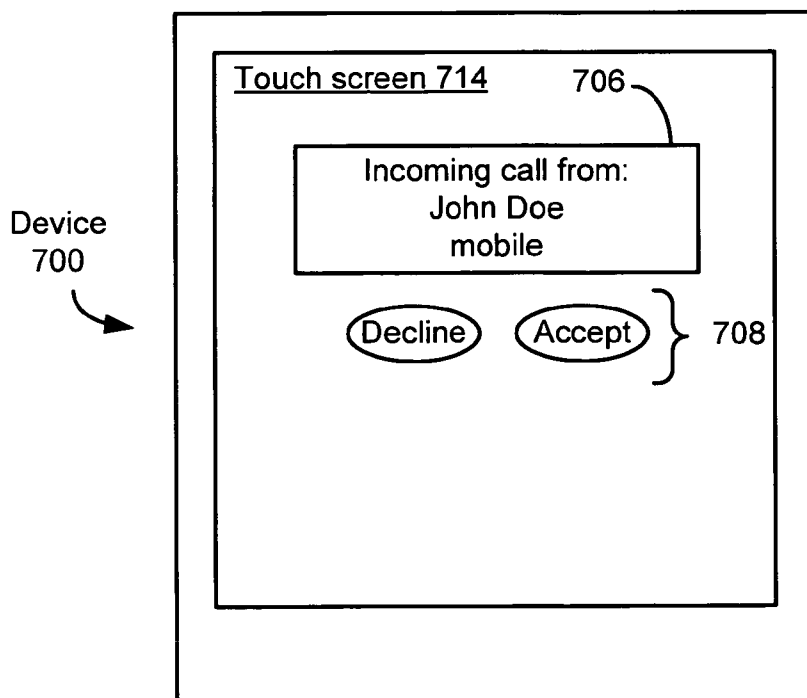 Touch screen 714
706
Incoming call from:
John Doe
mobile
Device
700
Decline
Accept
708